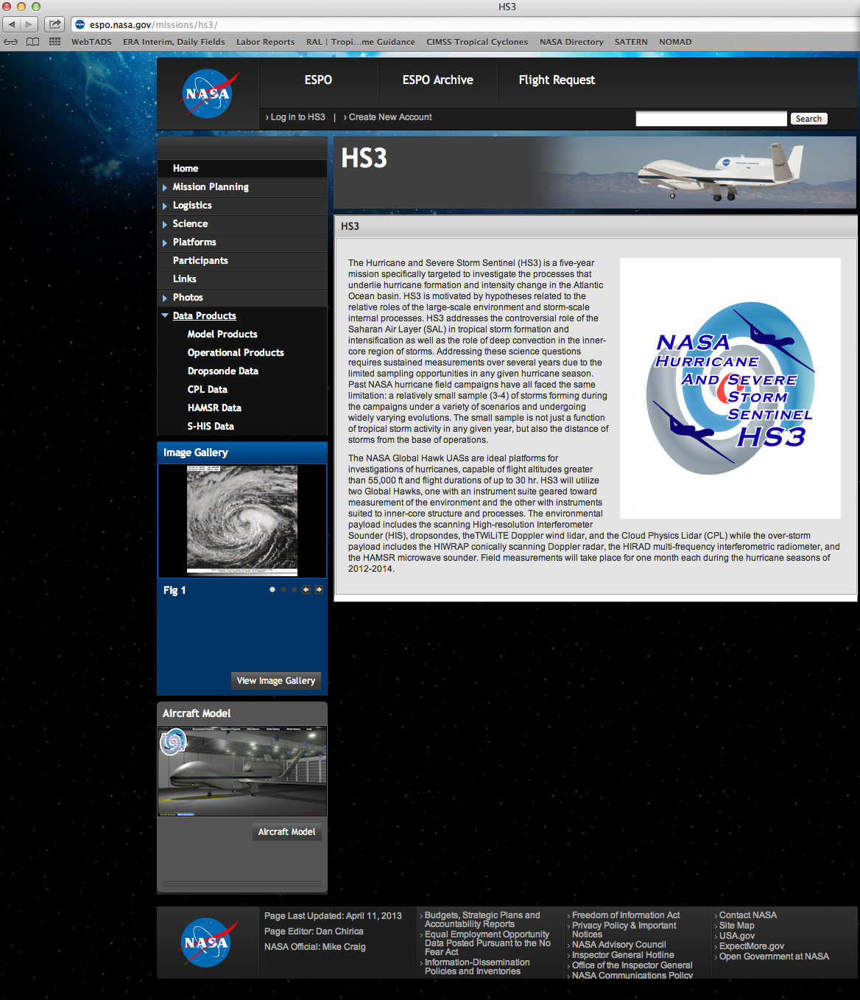 HS3
espo.nasa.gov/missions/hs3/
WebTADS ERA Interim, Daily Fields Labor Reports RAL | Tropi...me Guidance CIMSS Tropical Cyclones NASA Directory SATERN NOMAD
NASA
ESPO ESPO Archive Flight Request
› Log in to HS3 | › Create New Account
Search
Home
Mission Planning
Logistics
Science
Platforms
Participants
Links
Photos
Data Products
Model Products
Operational Products
Dropsonde Data
CPL Data
HAMSR Data
S-HIS Data
Image Gallery
Fig 1
View Image Gallery
Aircraft Model
Aircraft Model
HS3
HS3
The Hurricane and Severe Storm Sentinel (HS3) is a five-year
mission specifically targeted to investigate the processes that
underlie hurricane formation and intensity change in the Atlantic
Ocean basin. HS3 is motivated by hypotheses related to the
relative roles of the large-scale environment and storm-scale
internal processes. HS3 addresses the controversial role of the
Saharan Air Layer (SAL) in tropical storm formation and
intensification as well as the role of deep convection in the inner-
core region of storms. Addressing these science questions
requires sustained measurements over several years due to the
limited sampling opportunities in any given hurricane season.
Past NASA hurricane field campaigns have all faced the same
limitation: a relatively small sample (3-4) of storms forming during
the campaigns under a variety of scenarios and undergoing
widely varying evolutions. The small sample is not just a function
of tropical storm activity in any given year, but also the distance of
storms from the base of operations.
The NASA Global Hawk UASs are ideal platforms for
investigations of hurricanes, capable of flight altitudes greater
than 55,000 ft and flight durations of up to 30 hr. HS3 will utilize
two Global Hawks, one with an instrument suite geared toward
measurement of the environment and the other with instruments
suited to inner-core structure and processes. The environmental
payload includes the scanning High-resolution Interferometer
Sounder (HIS), dropsondes, theTWiLiTE Doppler wind lidar, and the Cloud Physics Lidar (CPL) while the over-storm
payload includes the HIWRAP conically scanning Doppler radar, the HIRAD multi-frequency interferometric radiometer, and
the HAMSR microwave sounder. Field measurements will take place for one month each during the hurricane seasons of
2012-2014.
NASA
Hurricane
And Severe
Storm
Sentinel
HS3
NASA
Page Last Updated: April 11, 2013
Page Editor: Dan Chirica
NASA Official: Mike Craig
› Budgets, Strategic Plans and
Accountability Reports
› Equal Employment Opportunity
Data Posted Pursuant to the No
Fear Act
› Information-Dissemination
Policies and Inventories
› Freedom of Information Act
› Privacy Policy & Important
Notices
› NASA Advisory Council
› Inspector General Hotline
› Office of the Inspector General
› NASA Communications Policy
› Contact NASA
› Site Map
› USA.gov
› ExpectMore.gov
› Open Government at NASA